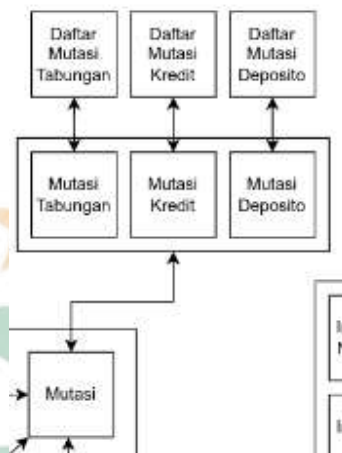 Daftar
Mutasi
Tabungan
Daftar
Mutasi
Kredit
Daftar
Mutasi
Deposito
Mutasi
Tabungan
Mutasi
Kredit
Mutasi
Deposito
Mutasi